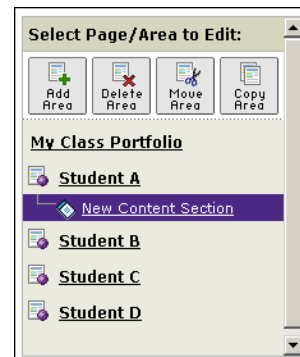 Select Page/Area to Edit:
Add Area
Delete Area
Move Area
Copy Area
My Class Portfolio
Student A
New Content Section
Student B
Student C
Student D